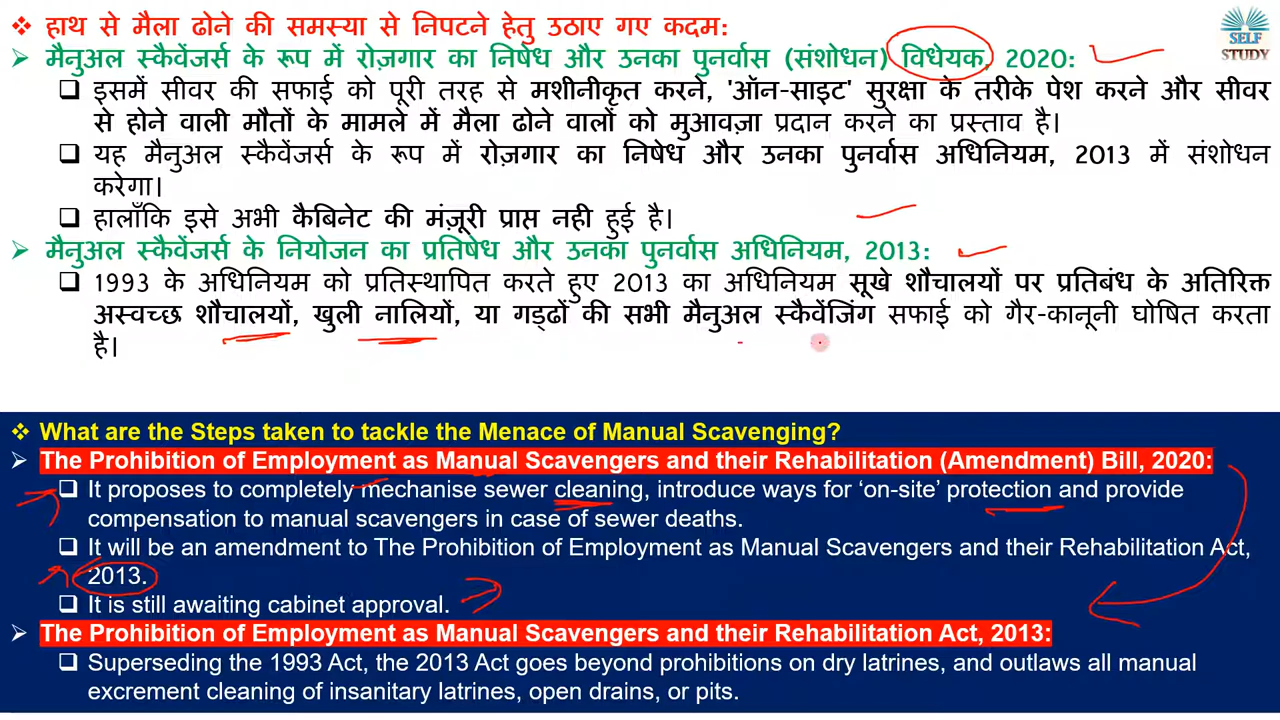 ❖ हाथ से मैला ढोने की समस्या से निपटने हेतु उठाए गए कदम:
SELF
STUDY
➢ मैनुअल स्कैवेंजर्स के रूप में रोज़गार का निषेध और उनका पुनर्वास (संशोधन) विधेयक, 2020:
❑ इसमें सीवर की सफाई को पूरी तरह से मशीनीकृत करने, 'ऑन-साइट' सुरक्षा के तरीके पेश करने और सीवर
से होने वाली मौतों के मामले में मैला ढोने वालों को मुआवज़ा प्रदान करने का प्रस्ताव है।
❑ यह मैनुअल स्कैवेंजर्स के रूप में रोज़गार का निषेध और उनका पुनर्वास अधिनियम, 2013 में संशोधन
करेगा।
❑ हालाँकि इसे अभी कैबिनेट की मंज़ूरी प्राप्त नही हुई है।
➢ मैनुअल स्कैवेंजर्स के नियोजन का प्रतिषेध और उनका पुनर्वास अधिनियम, 2013:
❑ 1993 के अधिनियम को प्रतिस्थापित करते हुए 2013 का अधिनियम सूखे शौचालयों पर प्रतिबंध के अतिरिक्त
अस्वच्छ शौचालयों, खुली नालियों, या गड्ढों की सभी मैनुअल स्कैवेंजिंग सफाई को गैर-कानूनी घोषित करता
है।
❖ What are the Steps taken to tackle the Menace of Manual Scavenging?
➢ The Prohibition of Employment as Manual Scavengers and their Rehabilitation (Amendment) Bill, 2020:
❑ It proposes to completely mechanise sewer cleaning, introduce ways for ‘on-site’ protection and provide
compensation to manual scavengers in case of sewer deaths.
❑ It will be an amendment to The Prohibition of Employment as Manual Scavengers and their Rehabilitation Act,
2013.
❑ It is still awaiting cabinet approval.
➢ The Prohibition of Employment as Manual Scavengers and their Rehabilitation Act, 2013:
❑ Superseding the 1993 Act, the 2013 Act goes beyond prohibitions on dry latrines, and outlaws all manual
excrement cleaning of insanitary latrines, open drains, or pits.